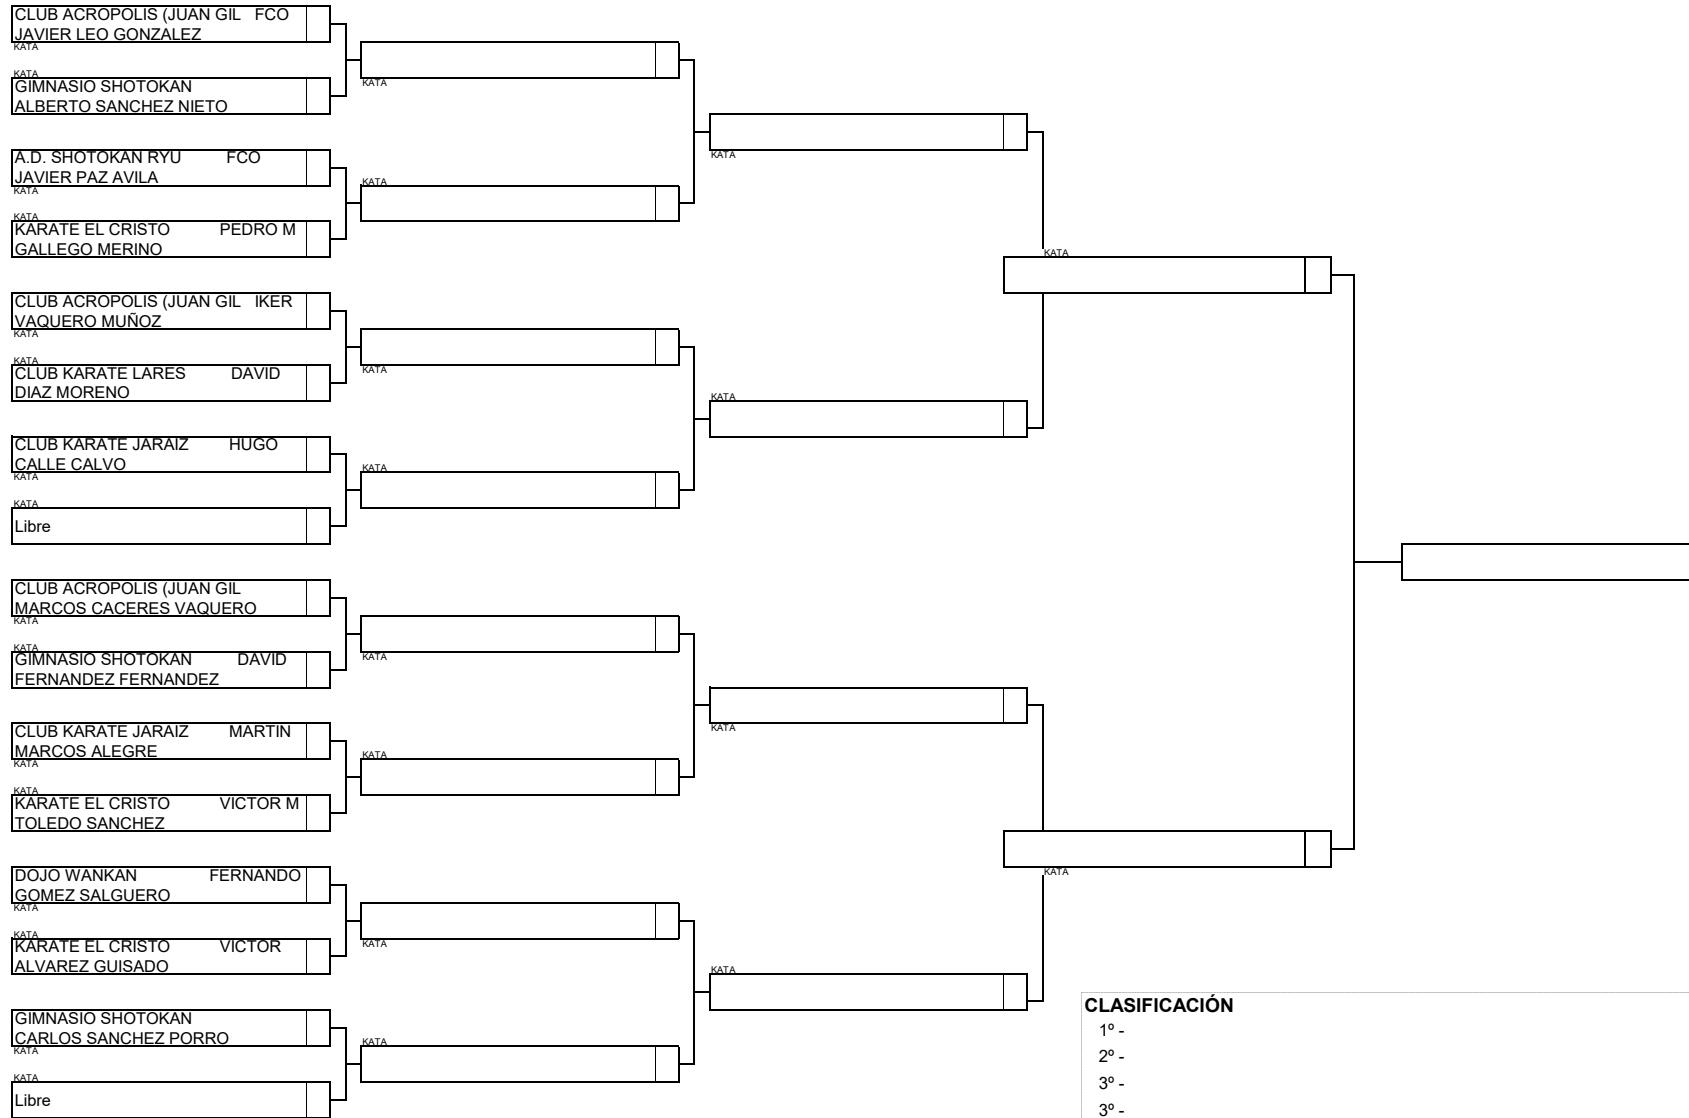 CLUB ACROPOLIS (JUAN GIL FCO
JAVIER LEO GONZALEZ
KATA
KATA
GIMNASIO SHOTOKAN
ALBERTO SANCHEZ NIETO
KATA
A.D. SHOTOKAN RYU FCO
JAVIER PAZ AVILA
KATA
KATA
KATA
KATA
KARATE EL CRISTO PEDRO M
GALLEGO MERINO
KATA
CLUB ACROPOLIS (JUAN GIL IKER
VAQUERO MUÑOZ
KATA
KATA
CLUB KARATE LARES DAVID
DIAZ MORENO
KATA
KATA
CLUB KARATE JARAIZ HUGO
CALLE CALVO
KATA
KATA
KATA
Libre
CLUB ACROPOLIS (JUAN GIL
MARCOS CACERES VAQUERO
KATA
KATA
GIMNASIO SHOTOKAN DAVID
FERNANDEZ FERNANDEZ
KATA
CLUB KARATE JARAIZ MARTIN
MARCOS ALEGRE
KATA
KATA
KATA
KATA
KARATE EL CRISTO VICTOR M
TOLEDO SANCHEZ
KATA
DOJO WANKAN FERNANDO
GOMEZ SALGUERO
KATA
KATA
KARATE EL CRISTO VICTOR
ALVAREZ GUISADO
KATA
KATA
GIMNASIO SHOTOKAN
CARLOS SANCHEZ PORRO
KATA
KATA
KATA
Libre
CLASIFICACIÓN
1º -
2º -
3º -
3º -